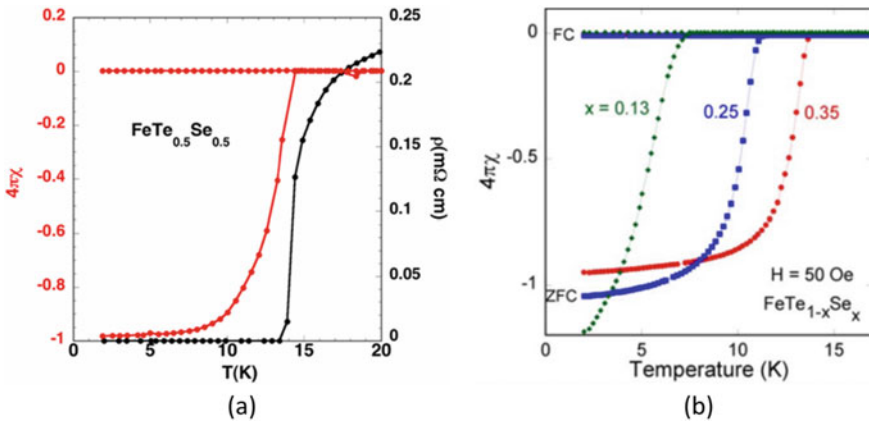 0.2
0
-0.2
-0.4
-0.6
-0.8
-1
4πχ
FeTe0.5Se0.5
0.25
0.2
0.15
0.1
0.05
0
ρ(mΩ cm)
0 5 10 15 20
T(K)
(a)
0
-0.5
-1
4πχ
FC
x = 0.13
0.25
0.35
ZFC
H = 50 Oe
FeTe1-xSex
0 5 10 15
Temperature (K)
(b)